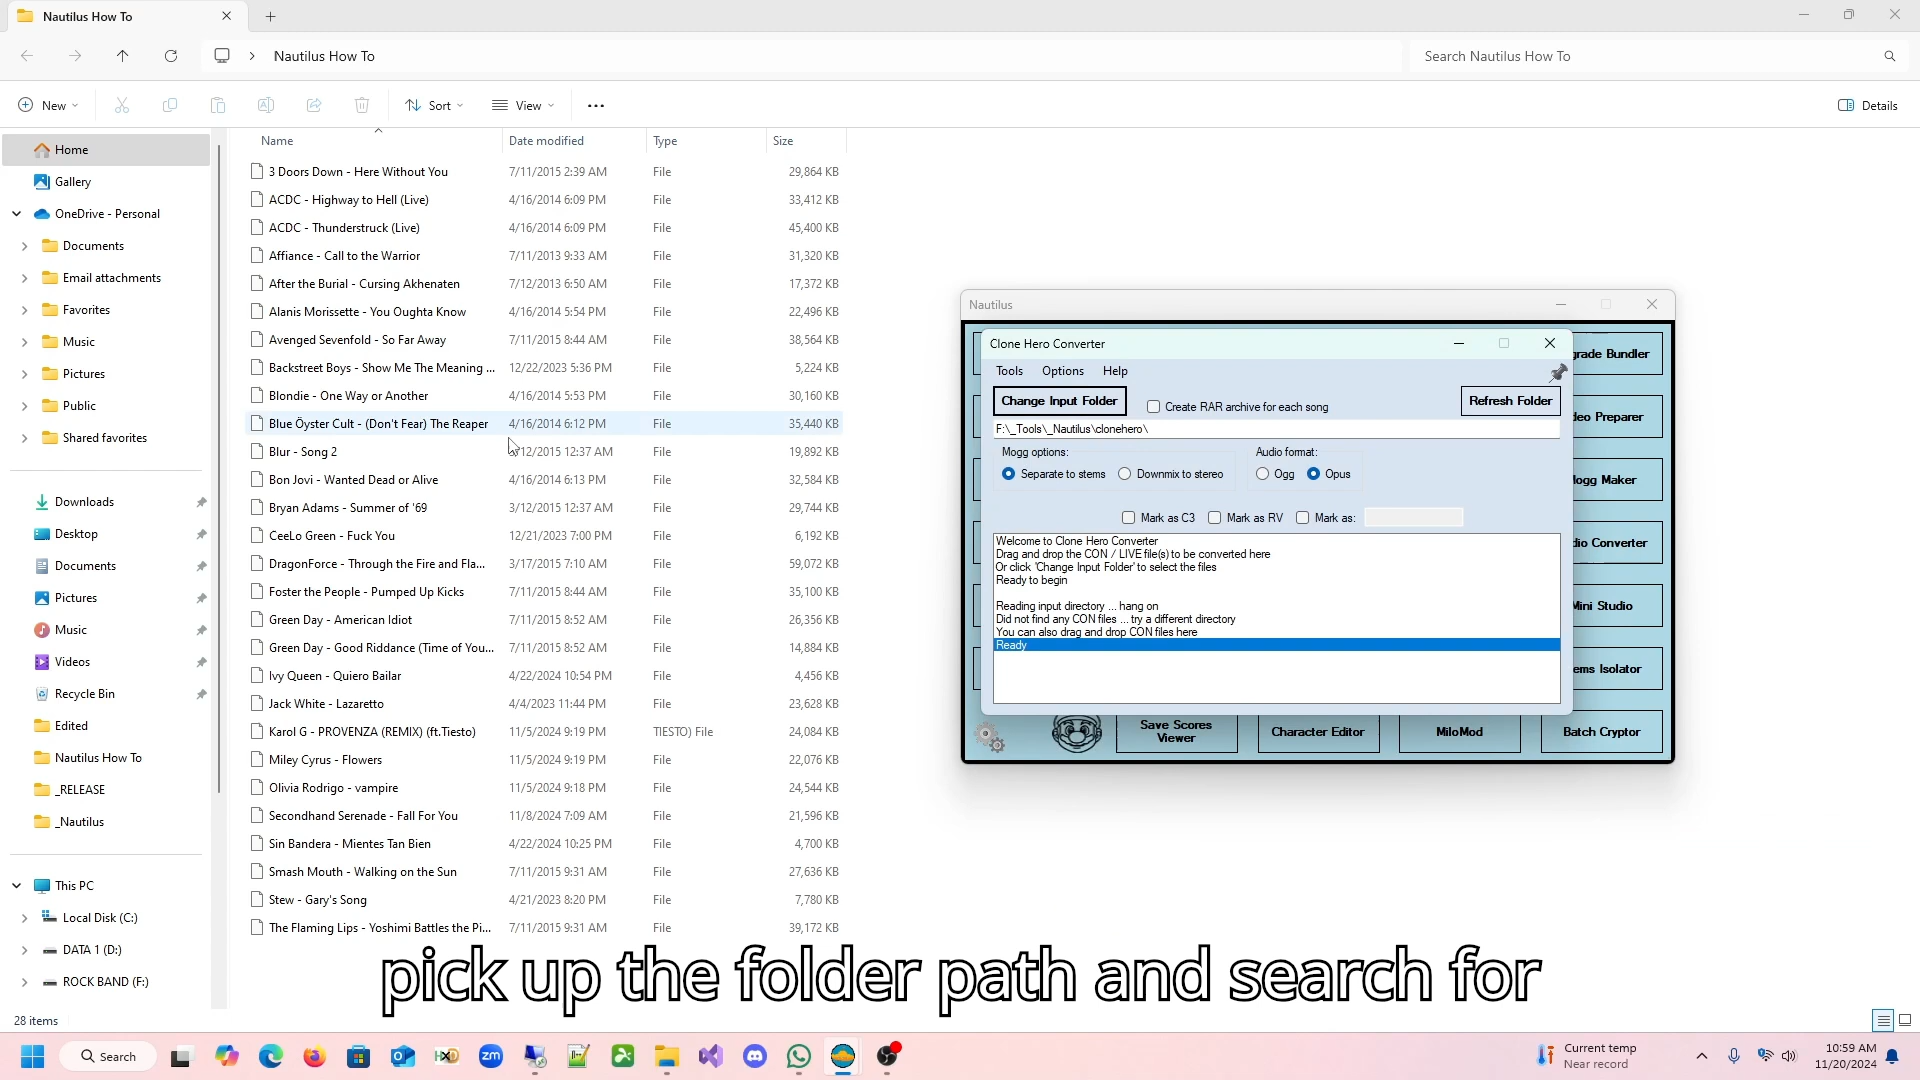 Nautilus How To
Nautilus How To
Search Nautilus How To
New
Sort
View
Details
Home
Gallery
OneDrive - Personal
Documents
Email attachments
Favorites
Music
Pictures
Public
Shared favorites
Downloads
Desktop
Documents
Pictures
Music
Videos
Recycle Bin
Edited
Nautilus How To
_RELEASE
_Nautilus
This PC
Local Disk (C:)
DATA 1 (D:)
ROCK BAND (F:)
28 items
Name Date modified Type Size
3 Doors Down - Here Without You 7/11/2015 2:39 AM File 29,864 KB
ACDC - Highway to Hell (Live) 4/16/2014 6:09 PM File 33,412 KB
ACDC - Thunderstruck (Live) 4/16/2014 6:09 PM File 45,400 KB
Affiance - Call to the Warrior 7/11/2013 9:33 AM File 31,320 KB
After the Burial - Cursing Akhenaten 7/12/2013 6:50 AM File 17,372 KB
Alanis Morissette - You Oughta Know 4/16/2014 5:54 PM File 22,496 KB
Avenged Sevenfold - So Far Away 7/11/2015 8:44 AM File 38,564 KB
Backstreet Boys - Show Me The Meaning ... 12/22/2023 5:36 PM File 5,224 KB
Blondie - One Way or Another 4/16/2014 5:53 PM File 30,160 KB
Blue Öyster Cult - (Don't Fear) The Reaper 4/16/2014 6:12 PM File 35,440 KB
Blur - Song 2 12/2015 12:37 AM File 19,892 KB
Bon Jovi - Wanted Dead or Alive 4/16/2014 6:13 PM File 32,584 KB
Bryan Adams - Summer of '69 3/12/2015 12:37 AM File 29,744 KB
CeeLo Green - Fuck You 12/21/2023 7:00 PM File 6,192 KB
DragonForce - Through the Fire and Fla... 3/17/2015 7:10 AM File 59,072 KB
Foster the People - Pumped Up Kicks 7/11/2015 8:44 AM File 35,100 KB
Green Day - American Idiot 7/11/2015 8:52 AM File 26,356 KB
Green Day - Good Riddance (Time of You... 7/11/2015 8:52 AM File 14,884 KB
Ivy Queen - Quiero Bailar 4/22/2024 10:54 PM File 4,456 KB
Jack White - Lazaretto 4/4/2023 11:44 PM File 23,628 KB
Karol G - PROVENZA (REMIX) (ft.Tiesto) 11/5/2024 9:19 PM TIESTO) File 24,084 KB
Miley Cyrus - Flowers 11/5/2024 9:19 PM File 22,076 KB
Olivia Rodrigo - vampire 11/5/2024 9:18 PM File 24,544 KB
Secondhand Serenade - Fall For You 11/8/2024 7:09 AM File 21,596 KB
Sin Bandera - Mientes Tan Bien 4/22/2024 10:25 PM File 4,700 KB
Smash Mouth - Walking on the Sun 7/11/2015 9:31 AM File 27,636 KB
Stew - Gary's Song 4/21/2023 8:20 PM File 7,780 KB
The Flaming Lips - Yoshimi Battles the Pi... 7/11/2015 9:31 AM File 39,172 KB
Nautilus
Clone Hero Converter
Tools Options Help
Change Input Folder
Create RAR archive for each song
Refresh Folder
F:\_Tools\_Nautilus\clonehero\
Mogg options:
Separate to stems
Downmix to stereo
Audio format:
Ogg
Opus
Mark as C3
Mark as RV
Mark as:
Welcome to Clone Hero Converter
Drag and drop the CON / LIVE file(s) to be converted here
Or click 'Change Input Folder' to select the files
Ready to begin
Reading input directory ... hang on
Did not find any CON files ... try a different directory
You can also drag and drop CON files here
Ready
grade Bundler
deo Preparer
Mogg Maker
dio Converter
Mini Studio
ems Isolator
Save Scores
Viewer
Character Editor
MiloMod
Batch Cryptor
pick up the folder path and search for
Search
HXD
zm
Current temp
Near record
10:59 AM
11/20/2024